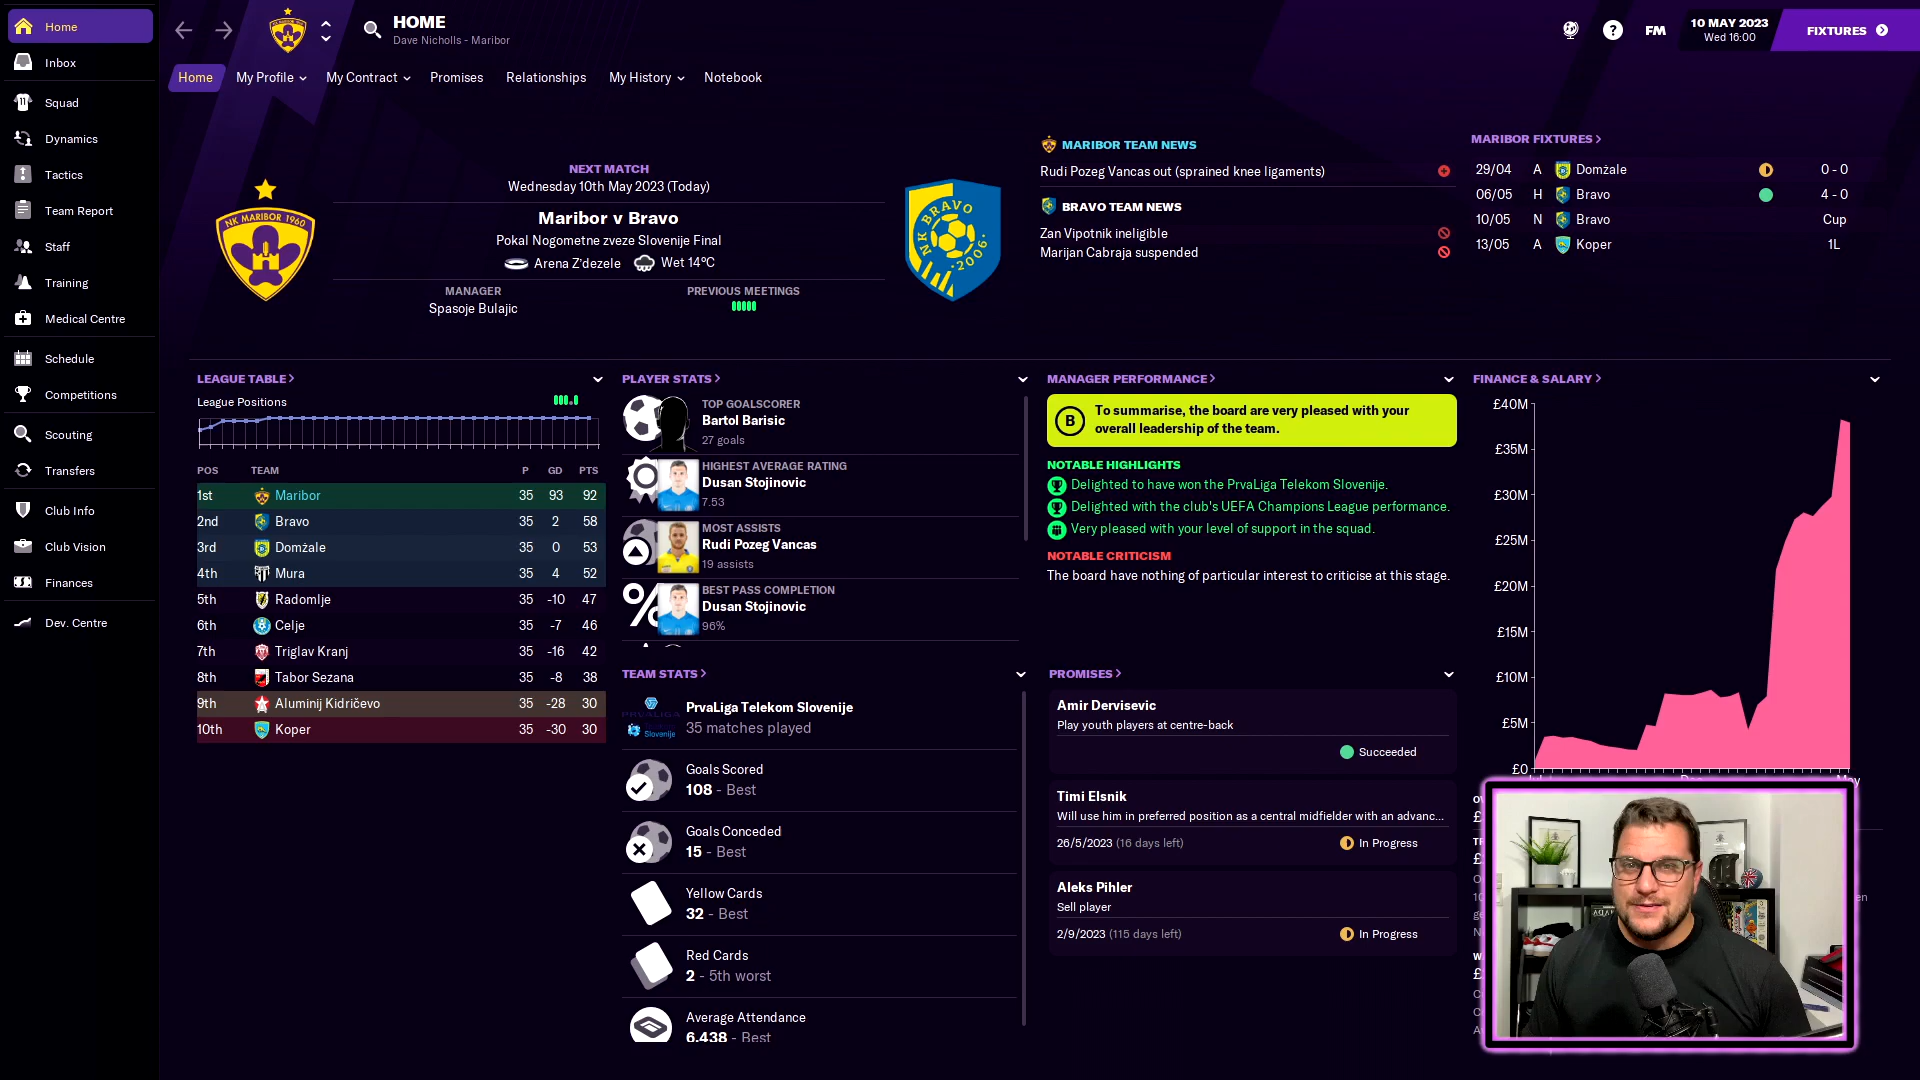 Home
Inbox
Squad
Dynamics
Tactics
Team Report
Staff
Training
Medical Centre
Schedule
Competitions
Scouting
Transfers
Club Info
Club Vision
Finances
Dev. Centre
HOME
Dave Nicholls - Maribor
FM
10 MAY 2023
Wed 16:00
FIXTURES
Home
My Profile
My Contract
Promises
Relationships
My History
Notebook
NK MARIBOR 1960
NEXT MATCH
Wednesday 10th May 2023 (Today)
Maribor v Bravo
Pokal Nogometne zveze Slovenije Final
Arena Z'dezele
Wet 14°C
MANAGER
Spasoje Bulajic
PREVIOUS MEETINGS
NK BRAVO
·2006·
MARIBOR TEAM NEWS
Rudi Pozeg Vancas out (sprained knee ligaments)
BRAVO TEAM NEWS
Zan Vipotnik ineligible
Marijan Cabraja suspended
MARIBOR FIXTURES
29/04 A Domžale 0 - 0
06/05 H Bravo 4 - 0
10/05 N Bravo Cup
13/05 A Koper 1L
LEAGUE TABLE
League Positions
POS TEAM P GD PTS
1st Maribor 35 93 92
2nd Bravo 35 2 58
3rd Domžale 35 0 53
4th Mura 35 4 52
5th Radomlje 35 -10 47
6th Celje 35 -7 46
7th Triglav Kranj 35 -16 42
8th Tabor Sezana 35 -8 38
9th Aluminij Kidričevo 35 -28 30
10th Koper 35 -30 30
PLAYER STATS
TOP GOALSCORER
Bartol Barisic
27 goals
HIGHEST AVERAGE RATING
Dusan Stojinovic
7.53
MOST ASSISTS
Rudi Pozeg Vancas
19 assists
BEST PASS COMPLETION
Dusan Stojinovic
96%
TEAM STATS
PrvaLiga Telekom Slovenije
35 matches played
Goals Scored
108 - Best
Goals Conceded
15 - Best
Yellow Cards
32 - Best
Red Cards
2 - 5th worst
Average Attendance
6,438 - Best
MANAGER PERFORMANCE
B
To summarise, the board are very pleased with your
overall leadership of the team.
NOTABLE HIGHLIGHTS
Delighted to have won the PrvaLiga Telekom Slovenije.
Delighted with the club's UEFA Champions League performance.
Very pleased with your level of support in the squad.
NOTABLE CRITICISM
The board have nothing of particular interest to criticise at this stage.
PROMISES
Amir Dervisevic
Play youth players at centre-back
Succeeded
Timi Elsnik
Will use him in preferred position as a central midfielder with an advanc...
26/5/2023 (16 days left)
In Progress
Aleks Pihler
Sell player
2/9/2023 (115 days left)
In Progress
FINANCE & SALARY
£40M
£35M
£30M
£25M
£20M
£15M
£10M
£5M
£0
May